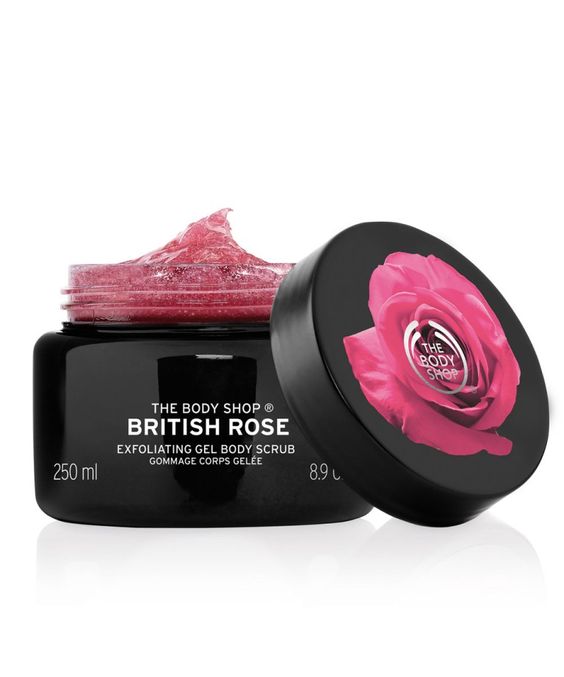 THE BODY SHOP ®
BRITISH ROSE
EXFOLIATING GEL BODY SCRUB
GOMMAGE CORPS GELÉE
250 ml
8.9
THE
BODY
SHOP